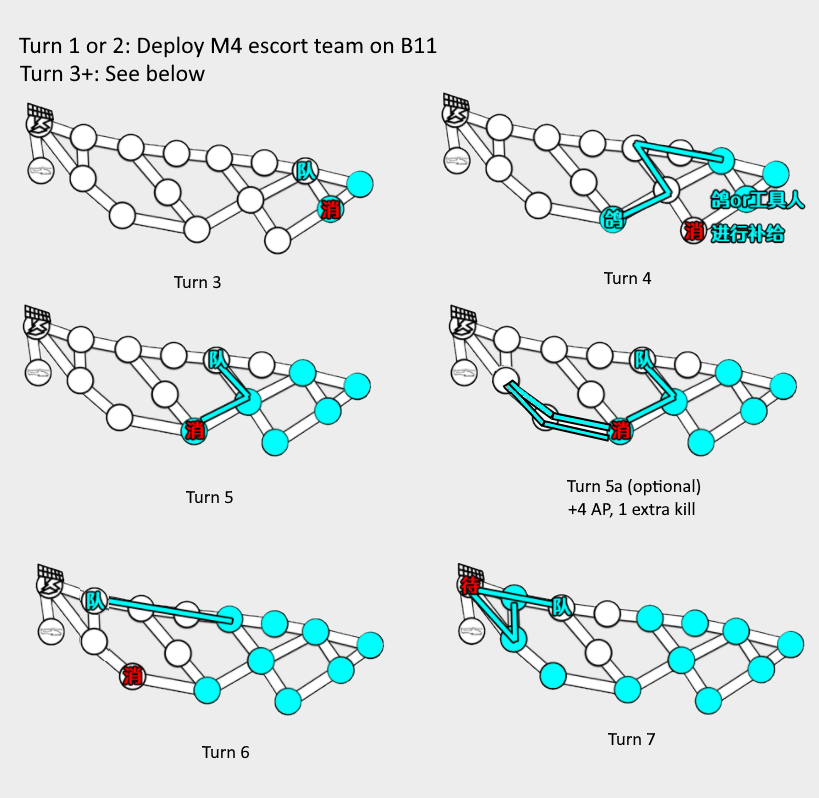 Turn 1 or 2: Deploy M4 escort team on B11
Turn 3+: See below
队
消
Turn 3
鸽
鸽or工具人
消
进行补给
Turn 4
队
消
Turn 5
队
消
Turn 5a (optional)
+4 AP, 1 extra kill
队
消
Turn 6
待
队
Turn 7